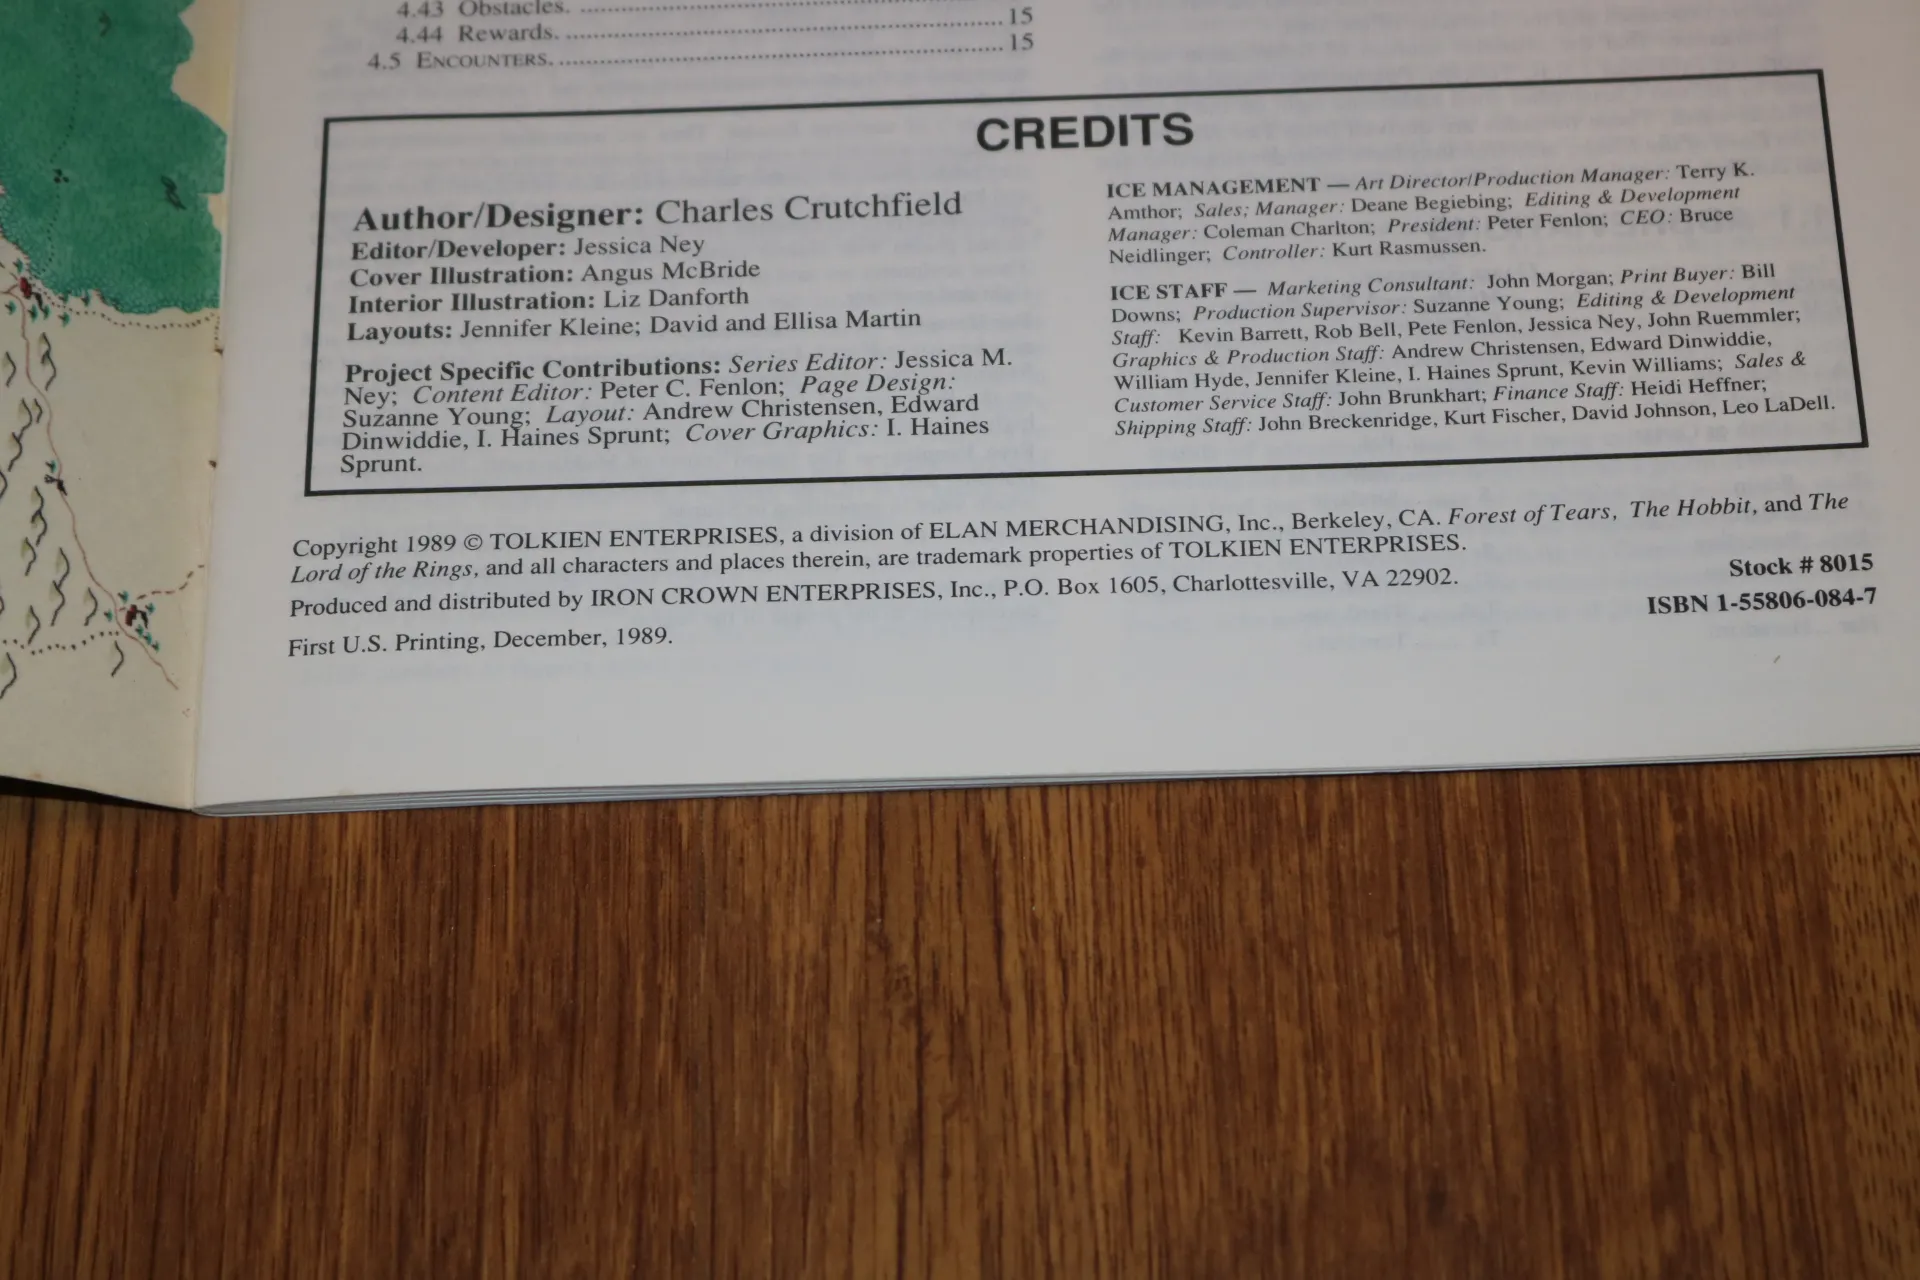 4.43 Obstacles. ........ 15
4.44 Rewards. ........ 15
4.5 ENCOUNTERS. ........
CREDITS
Author/Designer: Charles Crutchfield
Editor/Developer: Jessica Ney
Cover Illustration: Angus McBride
Interior Illustration: Liz Danforth
Layouts: Jennifer Kleine; David and Ellisa Martin
Project Specific Contributions: Series Editor: Jessica M.
Ney; Content Editor: Peter C. Fenlon; Page Design:
Suzanne Young; Layout: Andrew Christensen, Edward
Dinwiddie, I. Haines Sprunt; Cover Graphics: I. Haines
Sprunt.
ICE MANAGEMENT — Art Director/Production Manager: Terry K.
Amthor; Sales; Manager: Deane Begiebing; Editing & Development
Manager: Coleman Charlton; President: Peter Fenlon; CEO: Bruce
Neidlinger; Controller: Kurt Rasmussen.
ICE STAFF — Marketing Consultant: John Morgan; Print Buyer: Bill
Downs; Production Supervisor: Suzanne Young; Editing & Development
Staff: Kevin Barrett, Rob Bell, Pete Fenlon, Jessica Ney, John Ruemmler;
Graphics & Production Staff: Andrew Christensen, Edward Dinwiddie,
William Hyde, Jennifer Kleine, I. Haines Sprunt, Kevin Williams; Sales &
Customer Service Staff: John Brunkhart; Finance Staff: Heidi Heffner;
Shipping Staff: John Breckenridge, Kurt Fischer, David Johnson, Leo LaDell.
Copyright 1989 © TOLKIEN ENTERPRISES, a division of ELAN MERCHANDISING, Inc., Berkeley, CA. Forest of Tears, The Hobbit, and The
Lord of the Rings, and all characters and places therein, are trademark properties of TOLKIEN ENTERPRISES.
Produced and distributed by IRON CROWN ENTERPRISES, Inc., P.O. Box 1605, Charlottesville, VA 22902.
First U.S. Printing, December, 1989.
Stock # 8015
ISBN 1-55806-084-7